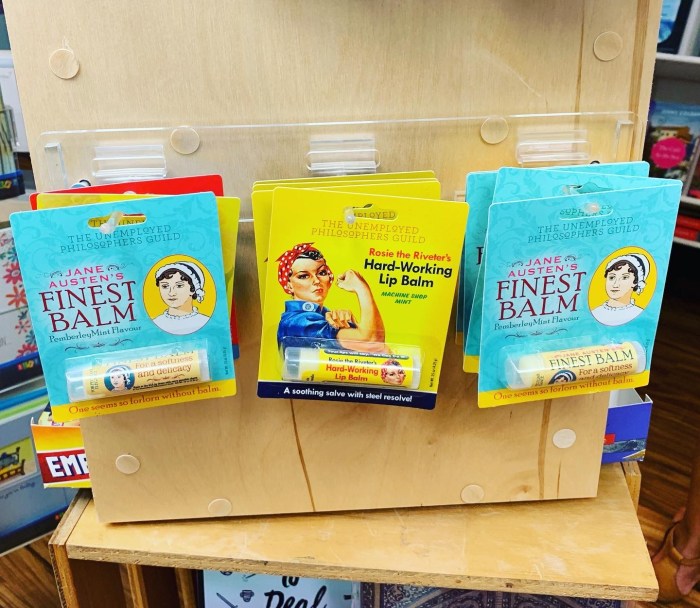 THE UNEMPLOYED
PHILOSOPHERS GUILD
JANE
AUSTEN'S
FINEST
BALM
PemberleyMint Flavour
For a softness
and delicacy
One seems so forlorn without balm.
THE UNEMPLOYED
PHILOSOPHERS GUILD
Rosie the Riveter's
Hard-Working
Lip Balm
MACHINE SHOP
MINT
Rosie the Riveter's
Hard-Working
Lip Balm
A soothing salve with steel resolve!
THE UNEMPLOYED
PHILOSOPHERS GUILD
JANE
AUSTEN'S
FINEST
BALM
PemberleyMint Flavour
FINEST BALM
For a softness
One seems so forlorn without balm.
EMP
to
Deal